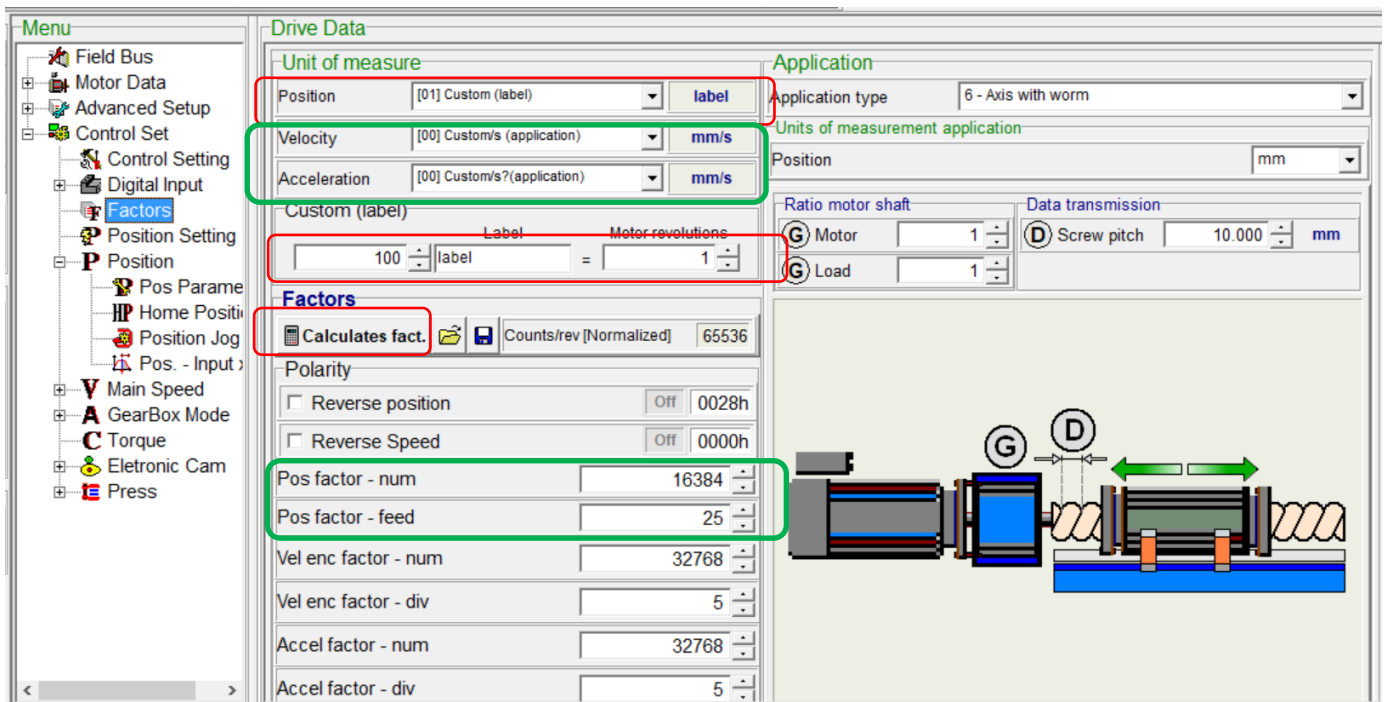 Menu
Field Bus
Motor Data
Advanced Setup
Control Set
Control Setting
Digital Input
Factors
Position Setting
Position
Pos Parame
Home Positi
Position Jog
Pos. - Input
Main Speed
GearBox Mode
Torque
Eletronic Cam
Press
Drive Data
Unit of measure
Position [01] Custom (label) label
Velocity [00] Custom/s (application) mm/s
Acceleration [00] Custom/s?(application) mm/s
Custom (label)
Label Motor revolutions
100 label = 1
Factors
Calculates fact. Counts/rev [Normalized] 65536
Polarity
Reverse position Off 0028h
Reverse Speed Off 0000h
Pos factor - num 16384
Pos factor - feed 25
Vel enc factor - num 32768
Vel enc factor - div 5
Accel factor - num 32768
Accel factor - div 5
Application
Application type 6 - Axis with worm
Units of measurement application
Position mm
Ratio motor shaft
G Motor 1
G Load 1
Data transmission
D Screw pitch 10.000 mm
G D